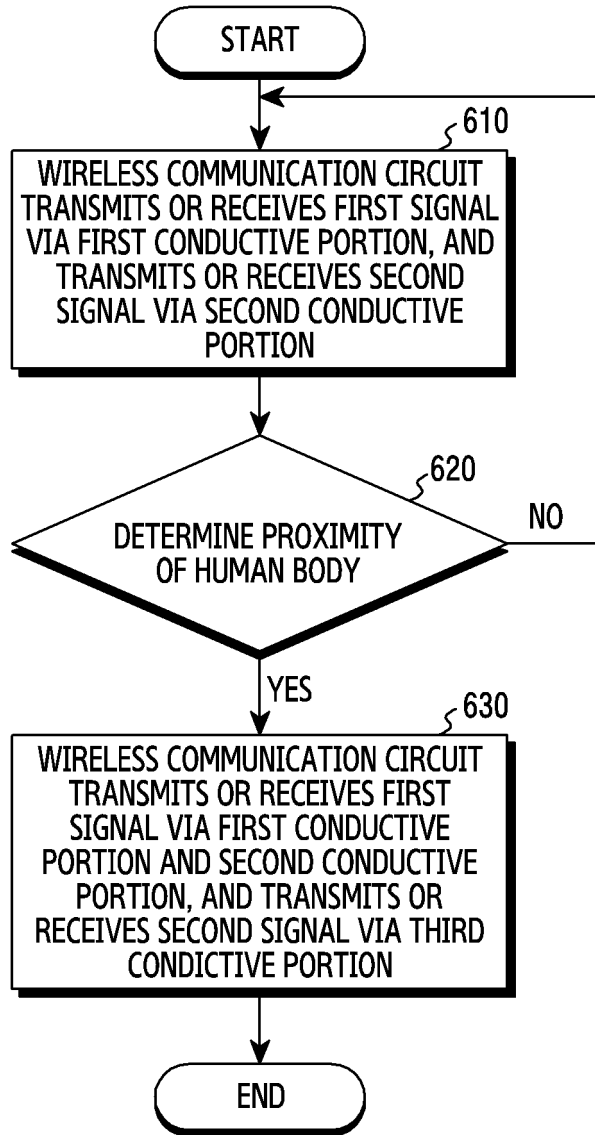 START
610
WIRELESS COMMUNICATION CIRCUIT
TRANSMITS OR RECEIVES FIRST SIGNAL
VIA FIRST CONDUCTIVE PORTION, AND
TRANSMITS OR RECEIVES SECOND
SIGNAL VIA SECOND CONDUCTIVE
PORTION
620
DETERMINE PROXIMITY
OF HUMAN BODY
NO
YES
630
WIRELESS COMMUNICATION CIRCUIT
TRANSMITS OR RECEIVES FIRST
SIGNAL VIA FIRST CONDUCTIVE
PORTION AND SECOND CONDUCTIVE
PORTION, AND TRANSMITS OR
RECEIVES SECOND SIGNAL VIA THIRD
CONDICTIVE PORTION
END